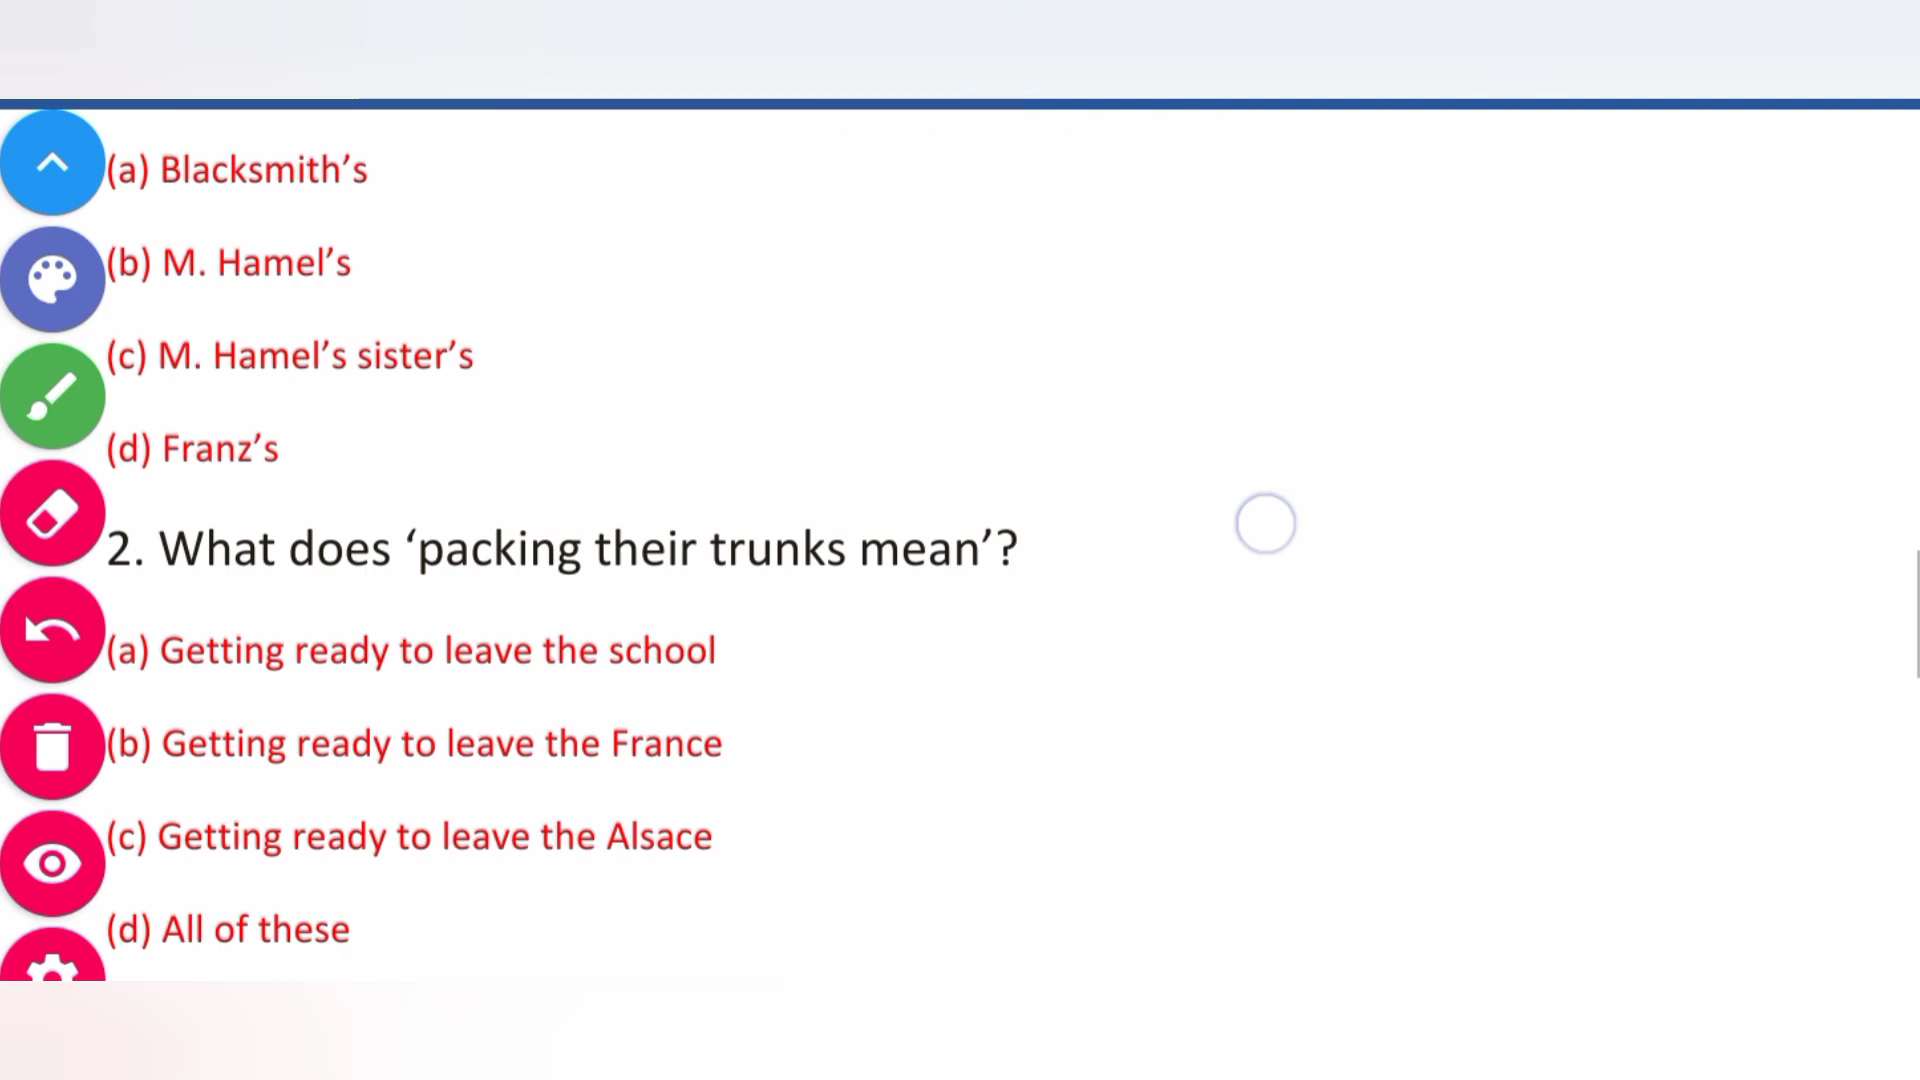 (a) Blacksmith’s
(b) M. Hamel’s
(c) M. Hamel’s sister’s
(d) Franz’s
2. What does ‘packing their trunks mean’?
(a) Getting ready to leave the school
(b) Getting ready to leave the France
(c) Getting ready to leave the Alsace
(d) All of these